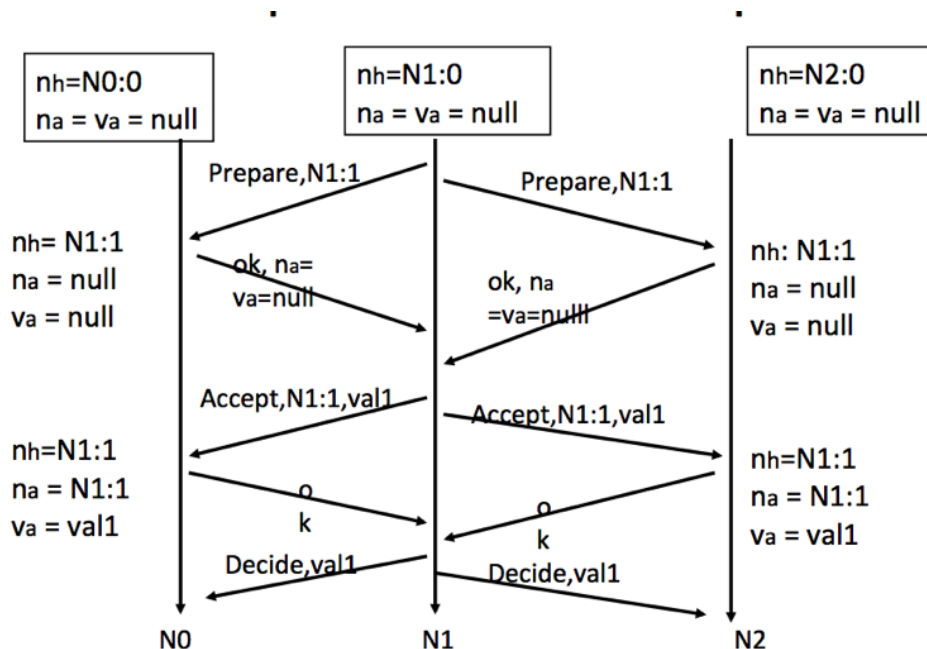 nh=N0:0
na = va = null
nh=N1:0
na = va = null
nh=N2:0
na = va = null
Prepare,N1:1
Prepare,N1:1
nh= N1:1
na = null
va = null
ok, na=
va=null
ok, na
=va=nulll
nh: N1:1
na = null
va = null
Accept,N1:1,val1
Accept,N1:1,val1
nh=N1:1
na = N1:1
va = val1
o
k
o
k
nh=N1:1
na = N1:1
va = val1
Decide,val1
Decide,val1
N0
N1
N2